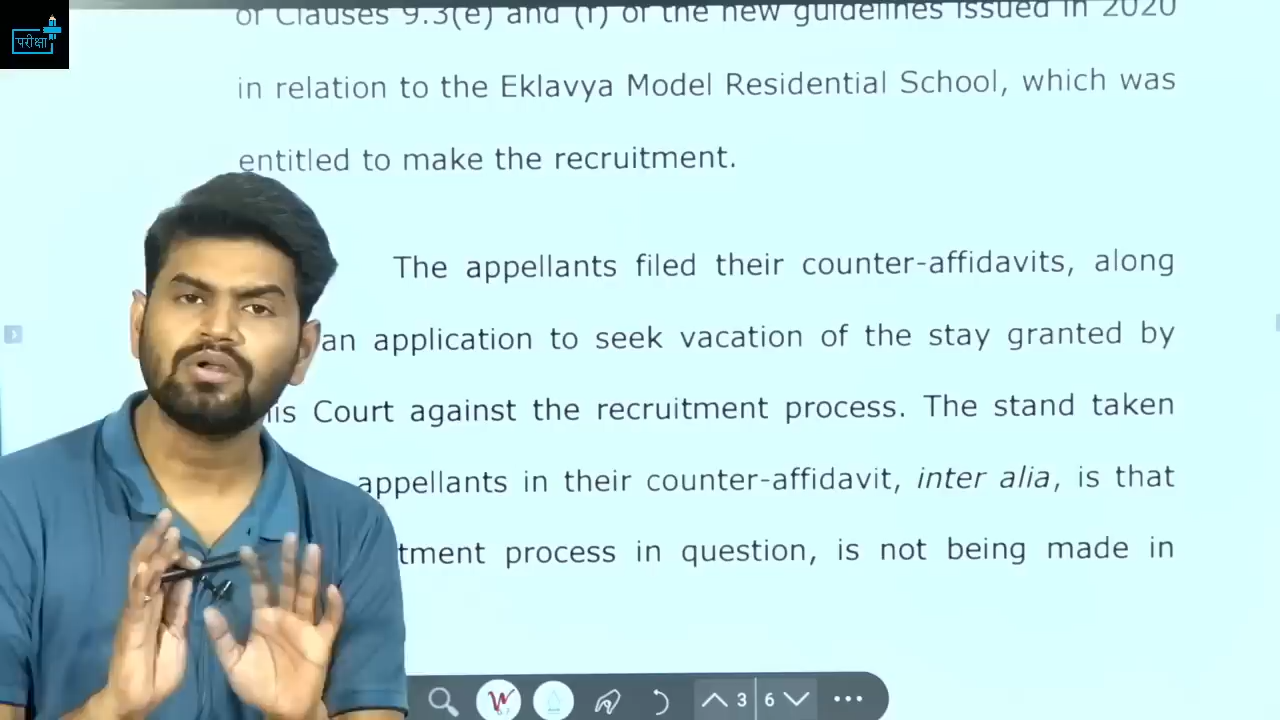 परीक्षा
of Clauses 9.3(e) and (f) of the new guidelines issued in 2020
in relation to the Eklavya Model Residential School, which was
entitled to make the recruitment.
The appellants filed their counter-affidavits, along
an application to seek vacation of the stay granted by
his Court against the recruitment process. The stand taken
appellants in their counter-affidavit, inter alia, is that
tment process in question, is not being made in
3 6